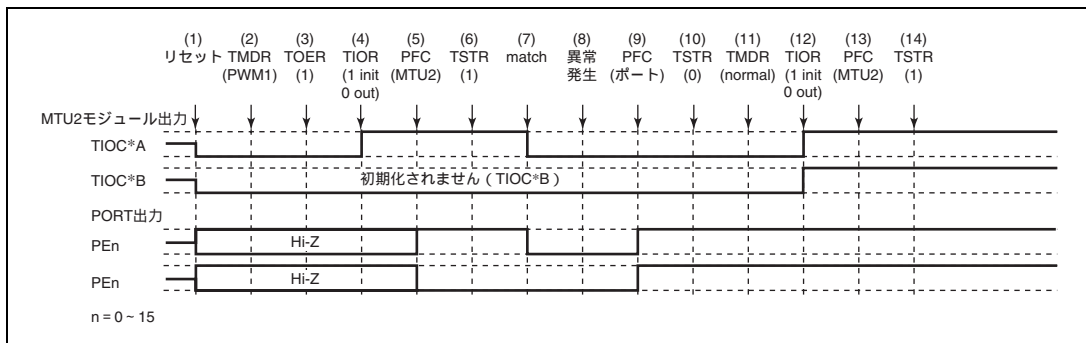 (1) (2) (3) (4) (5) (6) (7) (8) (9) (10) (11) (12) (13) (14)
リセット TMDR TOER TIOR PFC TSTR match 異常 PFC TSTR TMDR TIOR PFC TSTR
(PWM1) (1) (1 init (MTU2) (1) 発生 (ポート) (0) (normal) (1 init (MTU2) (1)
0 out) 0 out)
MTU2モジュール出力
TIOC*A
TIOC*B 初期化されません(TIOC*B)
PORT出力
PEn Hi-Z
PEn Hi-Z
n = 0 ~ 15